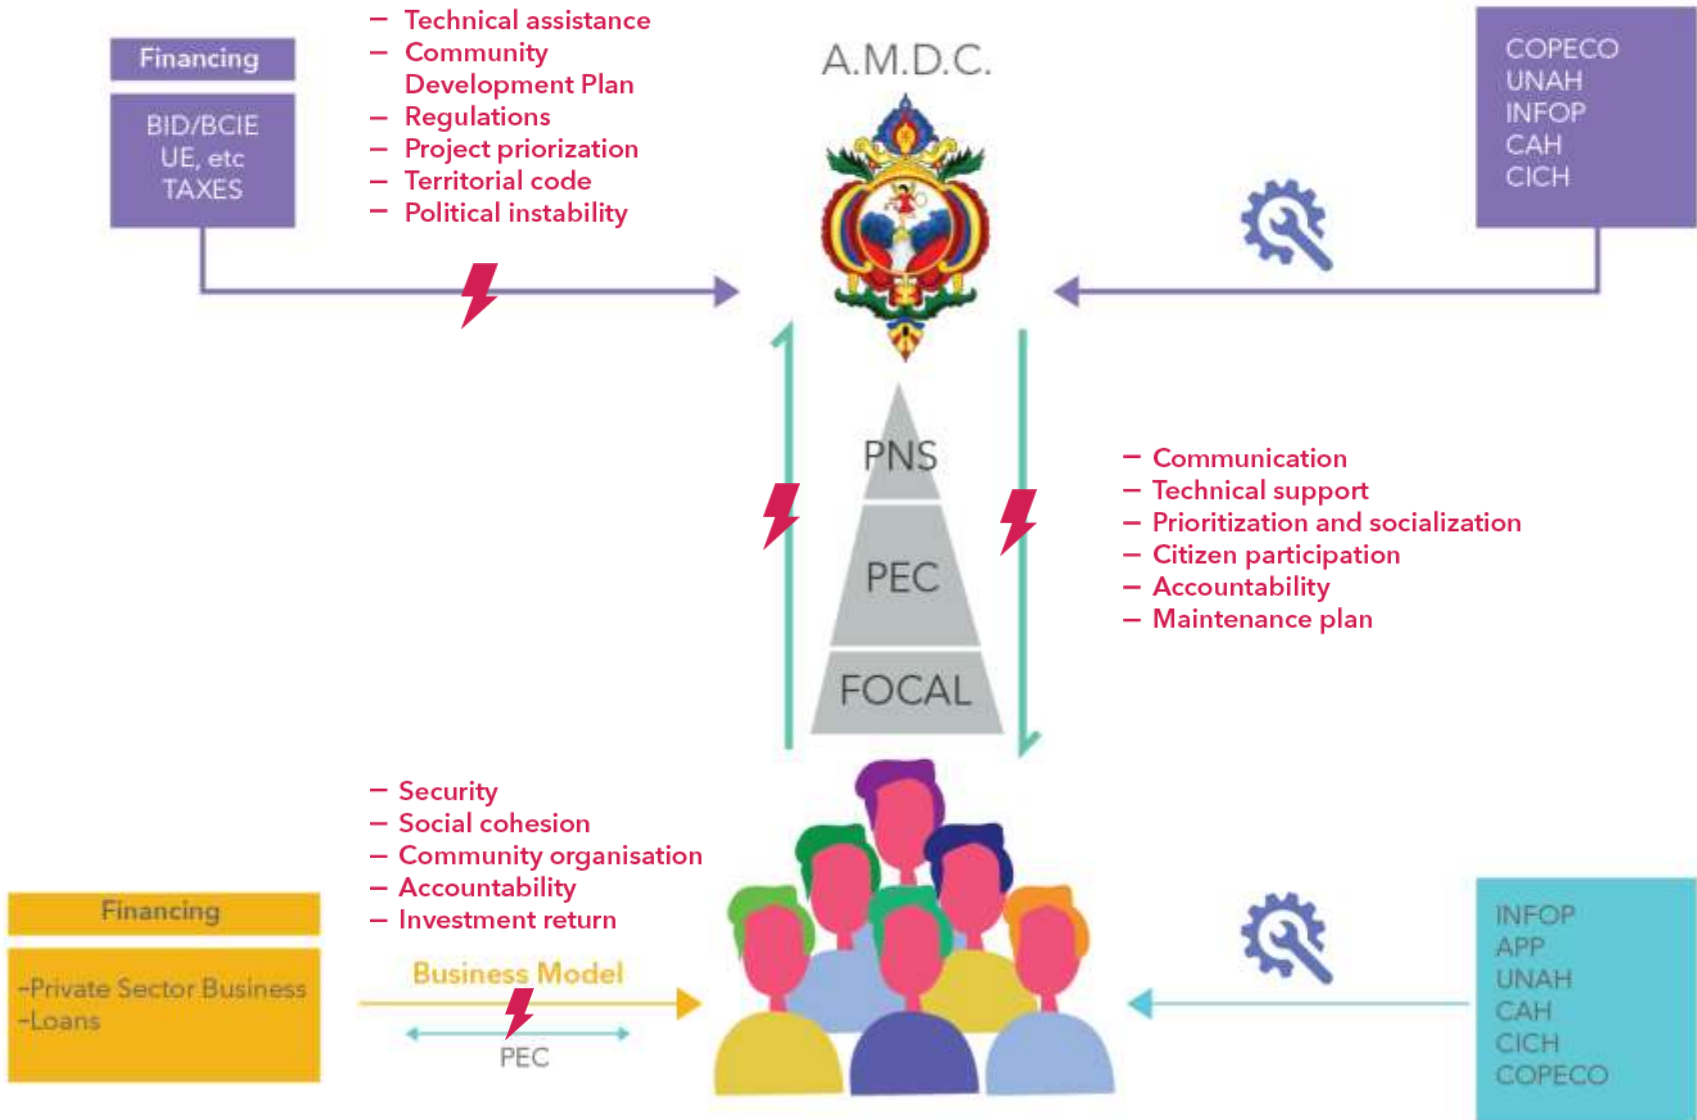 Financing
BID/BCIE
UE, etc
TAXES
– Technical assistance
– Community
Development Plan
– Regulations
– Project priorization
– Territorial code
– Political instability
A.M.D.C.
COPECO
UNAH
INFOP
CAH
CICH
PNS
PEC
FOCAL
– Communication
– Technical support
– Prioritization and socialization
– Citizen participation
– Accountability
– Maintenance plan
– Security
– Social cohesion
– Community organisation
– Accountability
– Investment return
Financing
-Private Sector Business
-Loans
Business Model
PEC
INFOP
APP
UNAH
CAH
CICH
COPECO